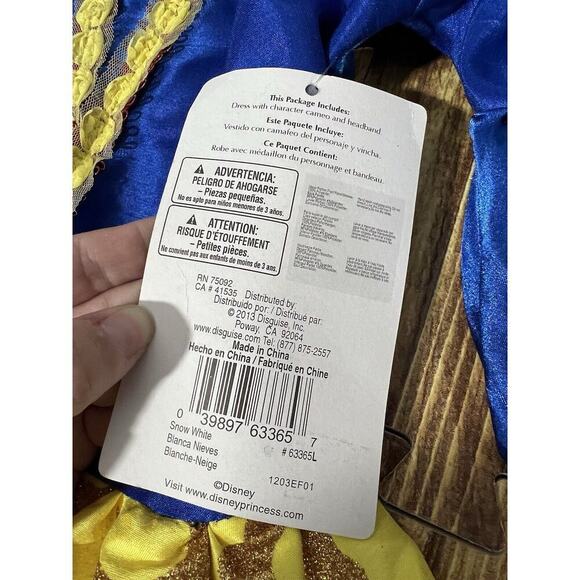 This Package Includes:
Dress with character cameo and headband
Este Paquete Incluye:
Vestido con camafeo del personaje y vincha.
Ce Paquet Contient:
Robe avec médaillon du personnage et bandeau.
ADVERTENCIA:
PELIGRO DE AHOGARSE
– Piezas pequeñas.
No es apto para niños menores de 3 años.
ATTENTION:
RISQUE D'ÉTOUFFEMENT
– Petites pièces.
Ne convient pas aux enfants de moins de 3 ans.
RN 75092
CA # 41535 Distributed by:
Distribuido por: / Distribué par:
© 2013 Disguise, Inc.
Poway, CA 92064
www.disguise.com Tel: (877) 875-2557
Made in China
Hecho en China / Fabriqué en Chine
0 39897 63365 7
Snow White # 63365L
Blanca Nieves
Blanche-Neige
1203EF01
©Disney
Visit www.disneyprincess.com